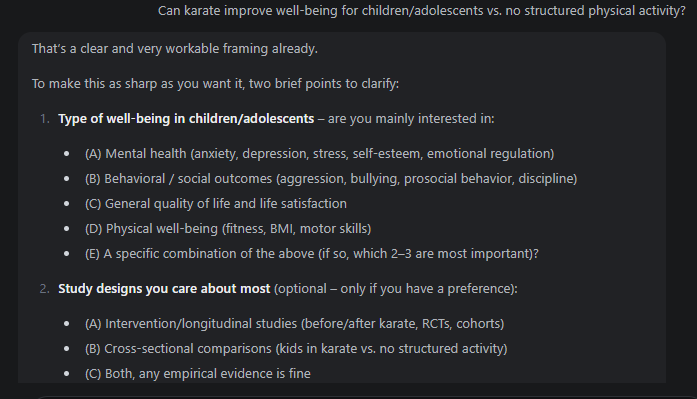 Can karate improve well-being for children/adolescents vs. no structured physical activity?
That's a clear and very workable framing already.
To make this as sharp as you want it, two brief points to clarify:
1. Type of well-being in children/adolescents – are you mainly interested in:
• (A) Mental health (anxiety, depression, stress, self-esteem, emotional regulation)
• (B) Behavioral / social outcomes (aggression, bullying, prosocial behavior, discipline)
• (C) General quality of life and life satisfaction
• (D) Physical well-being (fitness, BMI, motor skills)
• (E) A specific combination of the above (if so, which 2–3 are most important)?
2. Study designs you care about most (optional – only if you have a preference):
• (A) Intervention/longitudinal studies (before/after karate, RCTs, cohorts)
• (B) Cross-sectional comparisons (kids in karate vs. no structured activity)
• (C) Both, any empirical evidence is fine